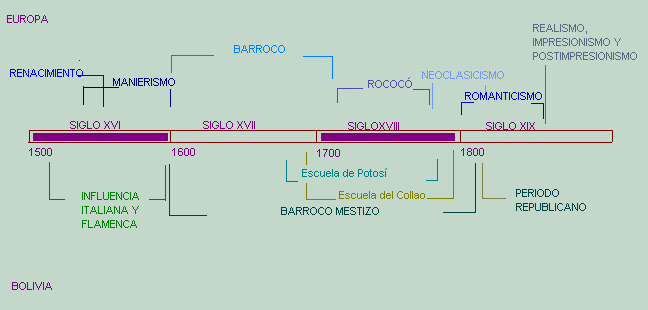 EUROPA
REALISMO,
IMPRESIONISMO Y
POSTIMPRESIONISMO
BARROCO
RENACIMIENTO
MANIERISMO
ROCOCÓ
NEOCLASICISMO
ROMANTICISMO
SIGLO XVI
SIGLO XVII
SIGLOXVIII
SIGLO XIX
1500
1600
1700
1800
Escuela de Potosí
Escuela del Collao
INFLUENCIA
ITALIANA Y
FLAMENCA
BARROCO MESTIZO
PERIODO
REPUBLICANO
BOLIVIA